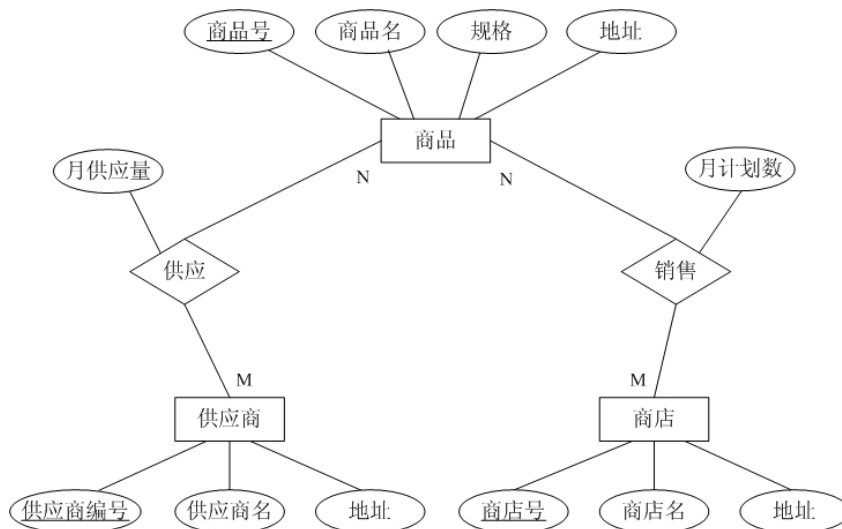 商品号 商品名 规格 地址
商品
月供应量 N N 月计划数
供应 销售
M M
供应商 商店
供应商编号 供应商名 地址 商店号 商店名 地址